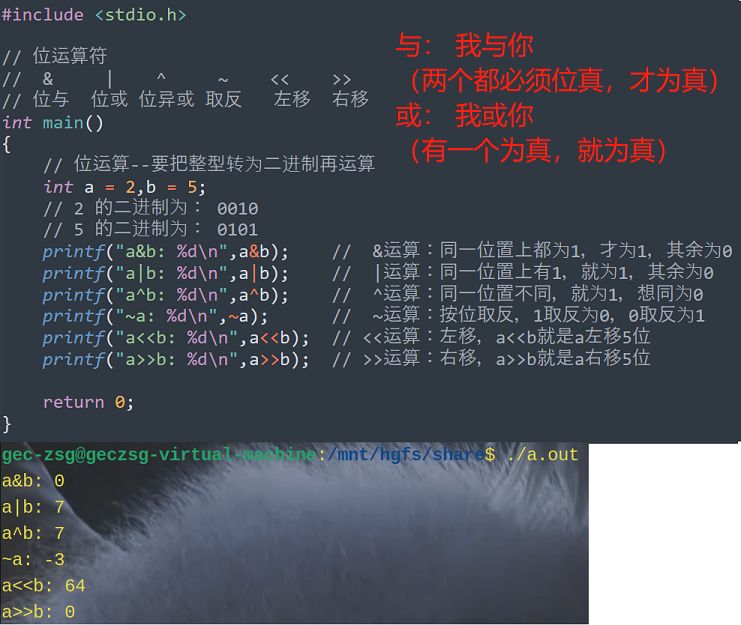 #include <stdio.h>
// 位运算符
//  &     |    ^     ~    <<    >>
// 位与  位或 位异或 取反   左移  右移
与： 我与你
（两个都必须位真，才为真）
或： 我或你
（有一个为真，就为真）
int main()
{
    // 位运算--要把整型转为二进制再运算
    int a = 2,b = 5;
    // 2 的二进制为： 0010
    // 5 的二进制为： 0101
    printf("a&b: %d\n",a&b);    //  &运算：同一位置上都为1，才为1，其余为0
    printf("a|b: %d\n",a|b);    //  |运算：同一位置上有1，就为1，其余为0
    printf("a^b: %d\n",a^b);    //  ^运算：同一位置不同，就为1，想同为0
    printf("~a: %d\n",~a);      //  ~运算：按位取反，1取反为0，0取反为1
    printf("a<<b: %d\n",a<<b);  // <<运算：左移，a<<b就是a左移5位
    printf("a>>b: %d\n",a>>b);  // >>运算：右移，a>>b就是a右移5位
    return 0;
}
gec-zsg@geczsg-virtual-machine:/mnt/hgfs/share$ ./a.out
a&b: 0
a|b: 7
a^b: 7
~a: -3
a<<b: 64
a>>b: 0